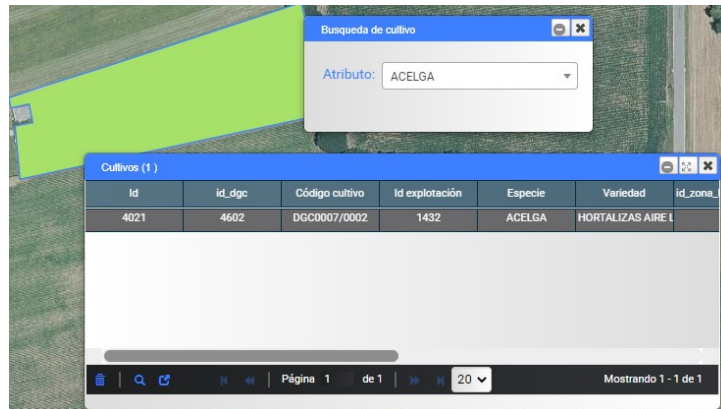 Busqueda de cultivo
Atributo: ACELGA
Cultivos (1 )
Id id_dgc Código cultivo Id explotación Especie Variedad id_zona_
4021 4602 DGC0007/0002 1432 ACELGA HORTALIZAS AIRE L
Página 1 de 1 20 Mostrando 1 - 1 de 1